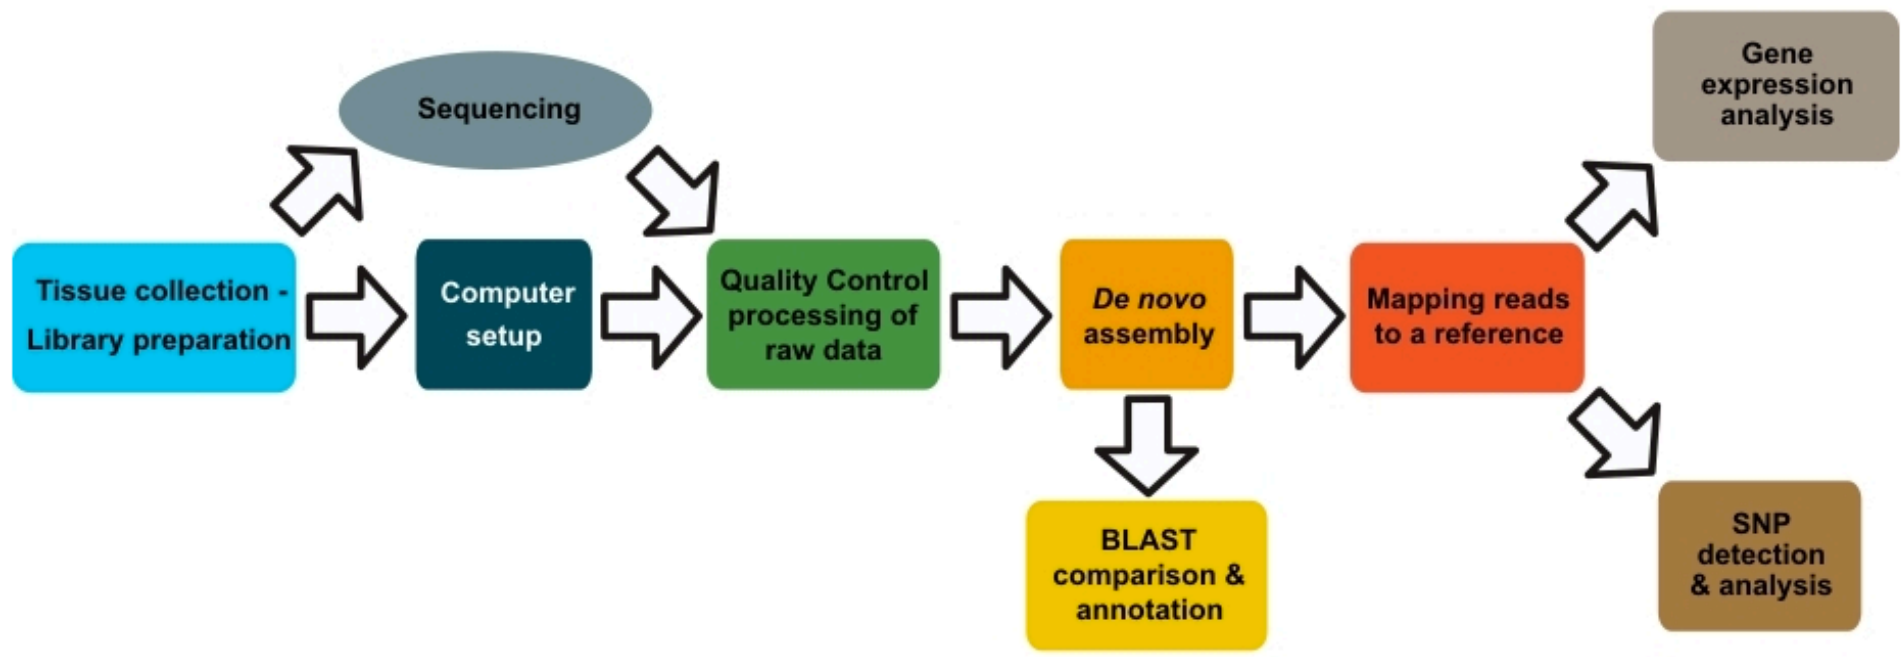 Sequencing
Tissue collection -
Library preparation
Computer
setup
Quality Control
processing of
raw data
De novo
assembly
Mapping reads
to a reference
Gene
expression
analysis
BLAST
comparison &
annotation
SNP
detection
& analysis